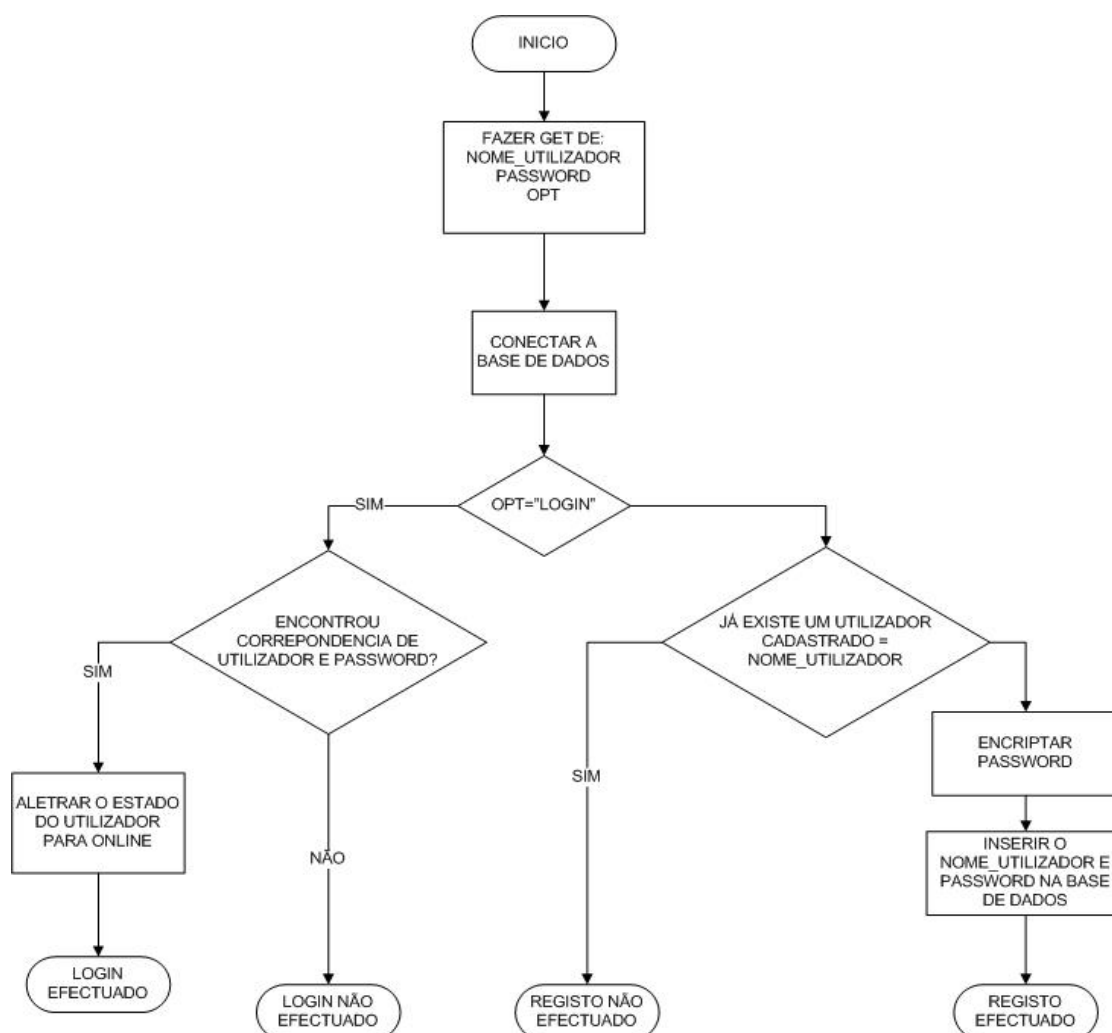 INICIO
FAZER GET DE:
NOME_UTILIZADOR
PASSWORD
OPT
CONECTAR A
BASE DE DADOS
OPT="LOGIN"
SIM
ENCONTROU
CORREPONDENCIA DE
UTILIZADOR E PASSWORD?
JÁ EXISTE UM UTILIZADOR
CADASTRADO =
NOME_UTILIZADOR
SIM
ALETRAR O ESTADO
DO UTILIZADOR
PARA ONLINE
NÃO
SIM
ENCRIPTAR
PASSWORD
INSERIR O
NOME_UTILIZADOR E
PASSWORD NA BASE
DE DADOS
LOGIN
EFECTUADO
LOGIN NÃO
EFECTUADO
REGISTO NÃO
EFECTUADO
REGISTO
EFECTUADO